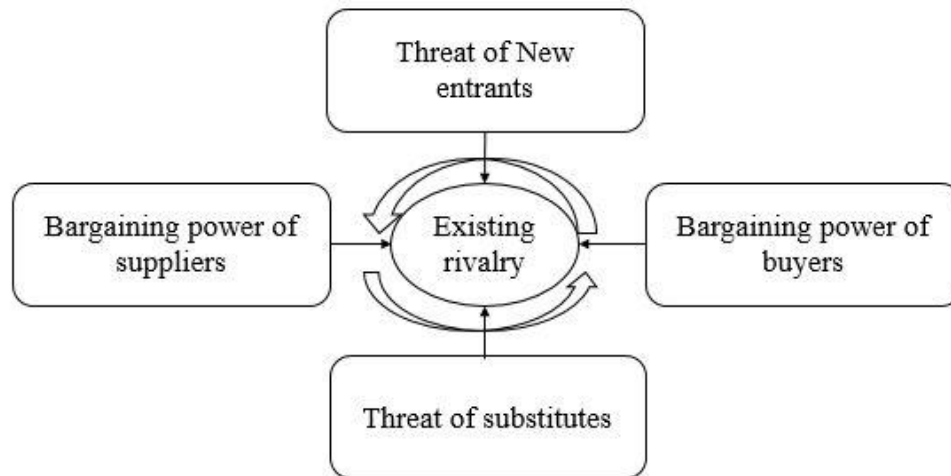 Threat of New
entrants
Bargaining power of
suppliers
Existing
rivalry
Bargaining power of
buyers
Threat of substitutes